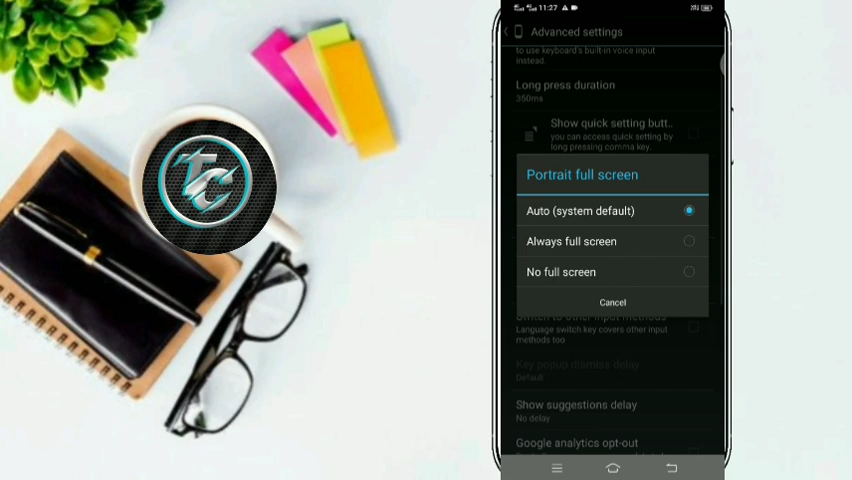 TC
11:27
Advanced settings
to use keyboard's built-in voice input
instead.
Long press duration
350ms
Show quick setting butt..
you can access quick setting by
long pressing comma key.
Portrait full screen
Auto (system default)
Always full screen
No full screen
Cancel
Switch to other input methods
Language switch key covers other input
methods too
Key popup dismiss delay
Default
Show suggestions delay
No delay
Google analytics opt-out